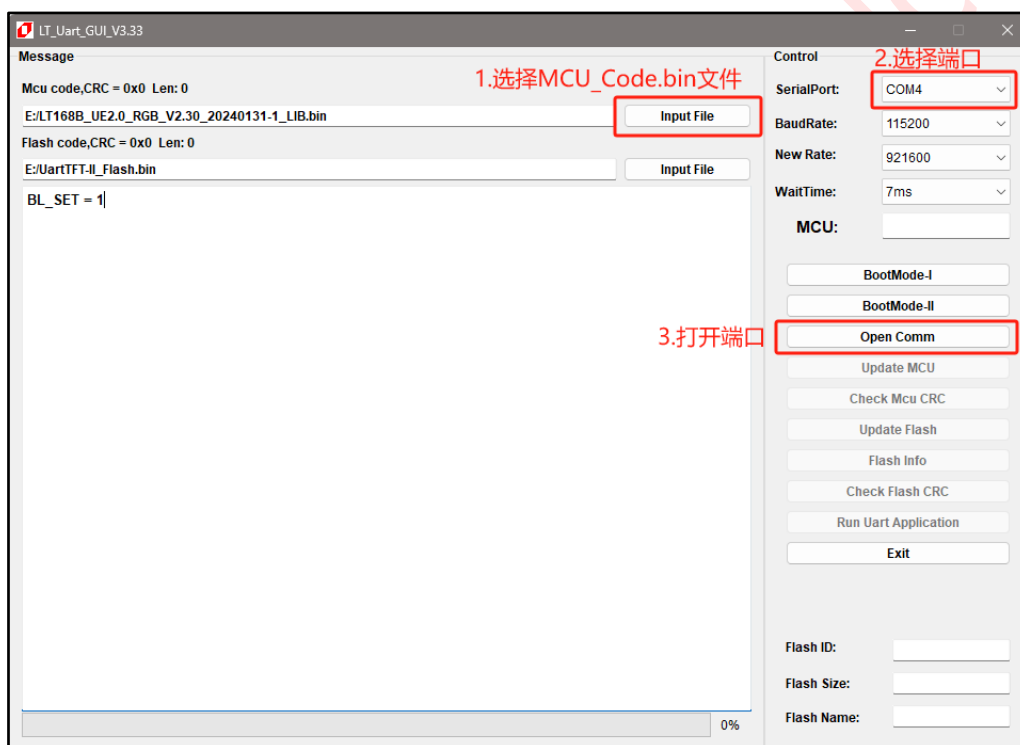 LT_Uart_GUI_V3.33
Message
Mcu code,CRC = 0x0 Len: 0
1.选择MCU_Code.bin文件
E:/LT168B_UE2.0_RGB_V2.30_20240131-1_LIB.bin
Input File
Flash code,CRC = 0x0 Len: 0
E:/UartTFT-II_Flash.bin
Input File
BL_SET = 1
0%
Control
2.选择端口
SerialPort: COM4
BaudRate: 115200
New Rate: 921600
WaitTime: 7ms
MCU:
BootMode-I
BootMode-II
3.打开端口
Open Comm
Update MCU
Check Mcu CRC
Update Flash
Flash Info
Check Flash CRC
Run Uart Application
Exit
Flash ID:
Flash Size:
Flash Name: